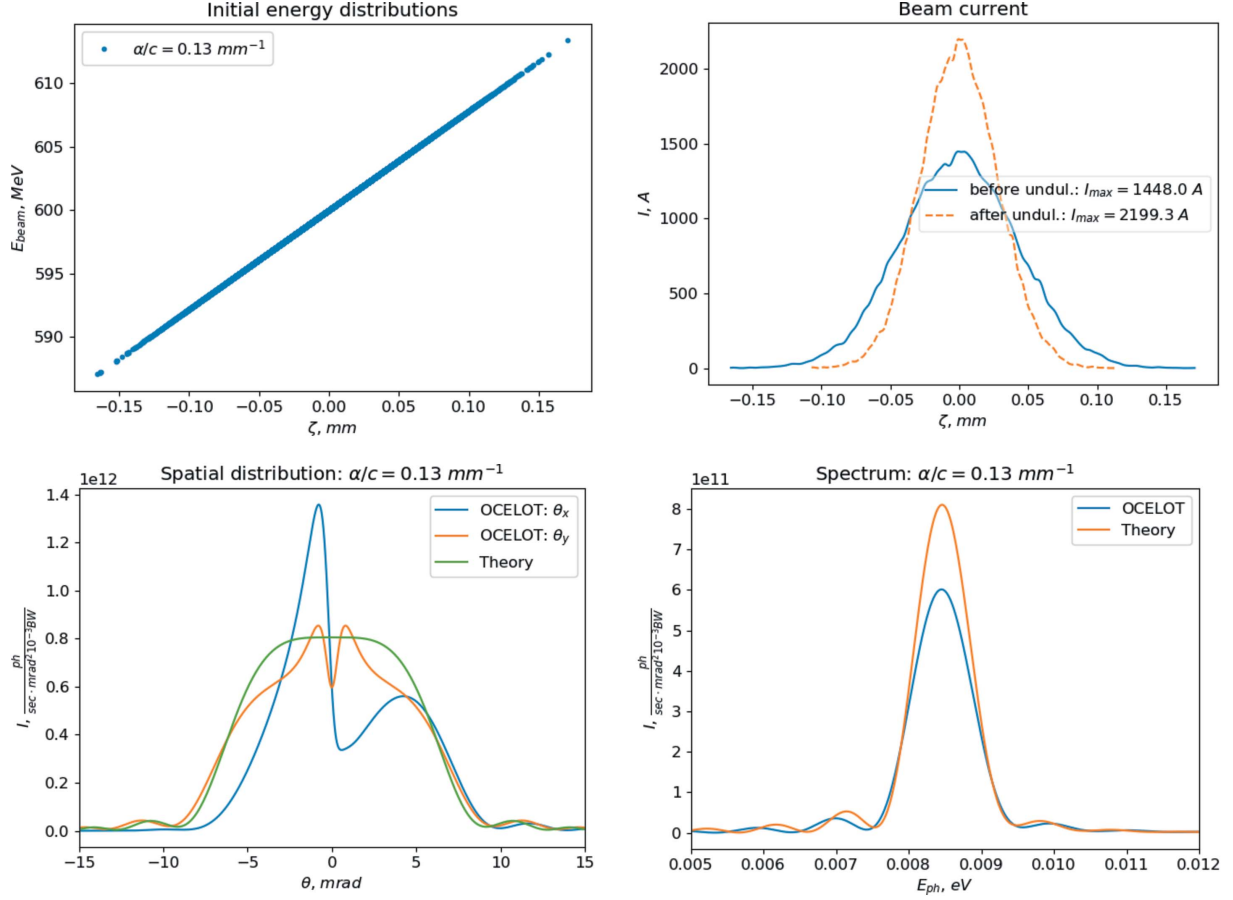 Initial energy distributions
α/c = 0.13 mm⁻¹
610
605
600
595
590
E_beam, MeV
−0.15 −0.10 −0.05 0.00 0.05 0.10 0.15
ζ, mm
Beam current
2000
1500
1000
500
0
I, A
before undul.: I_max = 1448.0 A
after undul.: I_max = 2199.3 A
−0.15 −0.10 −0.05 0.00 0.05 0.10 0.15
ζ, mm
Spatial distribution: α/c = 0.13 mm⁻¹
1e12
1.4
1.2
1.0
0.8
0.6
0.4
0.2
0.0
I, ph / sec · mrad² 10⁻³BW
OCELOT: θ_x
OCELOT: θ_y
Theory
−15 −10 −5 0 5 10 15
θ, mrad
Spectrum: α/c = 0.13 mm⁻¹
1e11
8
7
6
5
4
3
2
1
0
I, ph / sec · mrad² 10⁻³BW
OCELOT
Theory
0.005 0.006 0.007 0.008 0.009 0.010 0.011 0.012
E_ph, eV